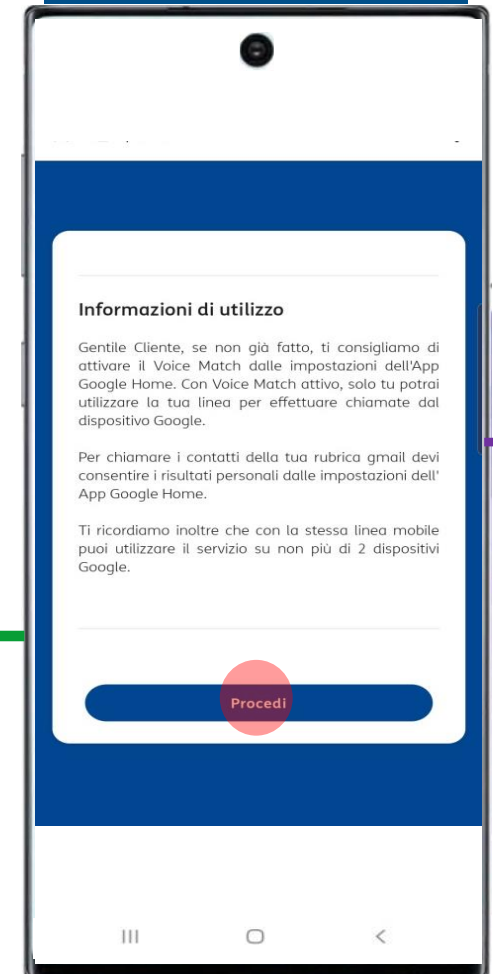 Informazioni di utilizzo
Gentile Cliente, se non già fatto, ti consigliamo di
attivare il Voice Match dalle impostazioni dell'App
Google Home. Con Voice Match attivo, solo tu potrai
utilizzare la tua linea per effettuare chiamate dal
dispositivo Google.
Per chiamare i contatti della tua rubrica gmail devi
consentire i risultati personali dalle impostazioni dell'
App Google Home.
Ti ricordiamo inoltre che con la stessa linea mobile
puoi utilizzare il servizio su non più di 2 dispositivi
Google.
Procedi